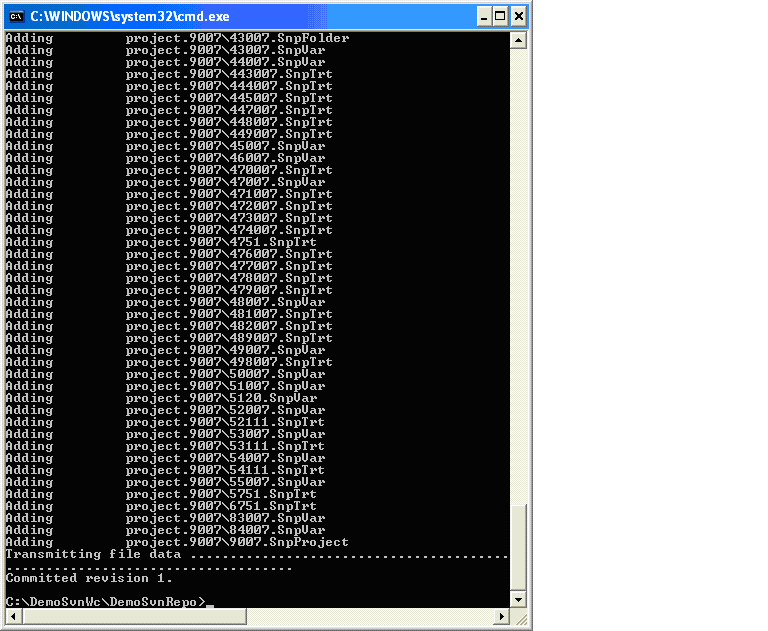 C:\WINDOWS\system32\cmd.exe
Adding project.9007\43007.SnpFolder
Adding project.9007\43007.SnpVar
Adding project.9007\44007.SnpVar
Adding project.9007\443007.SnpTrt
Adding project.9007\444007.SnpTrt
Adding project.9007\445007.SnpTrt
Adding project.9007\447007.SnpTrt
Adding project.9007\448007.SnpTrt
Adding project.9007\449007.SnpTrt
Adding project.9007\45007.SnpVar
Adding project.9007\46007.SnpVar
Adding project.9007\470007.SnpTrt
Adding project.9007\47007.SnpVar
Adding project.9007\471007.SnpTrt
Adding project.9007\472007.SnpTrt
Adding project.9007\473007.SnpTrt
Adding project.9007\474007.SnpTrt
Adding project.9007\4751.SnpTrt
Adding project.9007\476007.SnpTrt
Adding project.9007\477007.SnpTrt
Adding project.9007\478007.SnpTrt
Adding project.9007\479007.SnpTrt
Adding project.9007\48007.SnpVar
Adding project.9007\481007.SnpTrt
Adding project.9007\482007.SnpTrt
Adding project.9007\489007.SnpTrt
Adding project.9007\49007.SnpVar
Adding project.9007\498007.SnpTrt
Adding project.9007\50007.SnpVar
Adding project.9007\51007.SnpVar
Adding project.9007\5120.SnpVar
Adding project.9007\52007.SnpVar
Adding project.9007\52111.SnpTrt
Adding project.9007\53007.SnpVar
Adding project.9007\53111.SnpTrt
Adding project.9007\54007.SnpVar
Adding project.9007\54111.SnpTrt
Adding project.9007\55007.SnpVar
Adding project.9007\5751.SnpTrt
Adding project.9007\6751.SnpTrt
Adding project.9007\83007.SnpVar
Adding project.9007\84007.SnpVar
Adding project.9007\9007.SnpProject
Transmitting file data ........................................
....................................
Committed revision 1.
C:\DemoSvnWc\DemoSvnRepo>_